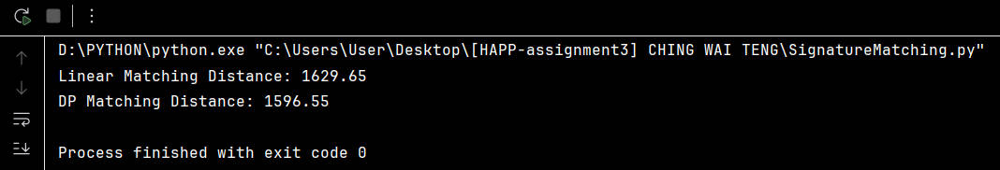 D:\PYTHON\python.exe "C:\Users\User\Desktop\[HAPP-assignment3] CHING WAI TENG\SignatureMatching.py"
Linear Matching Distance: 1629.65
DP Matching Distance: 1596.55
Process finished with exit code 0